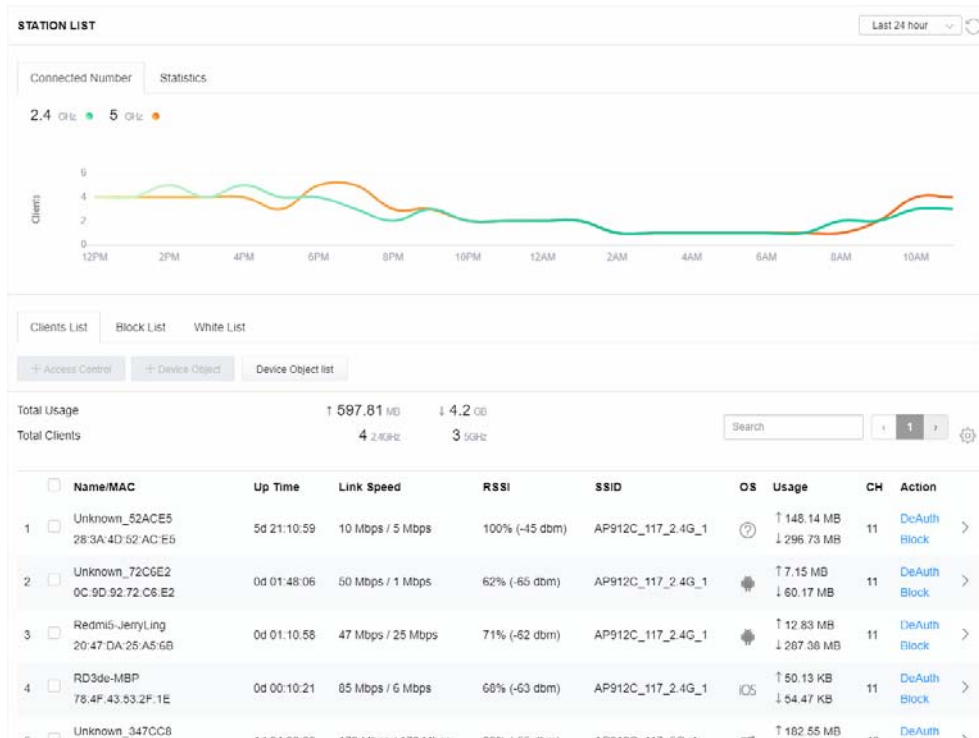 STATION LIST
Last 24 hour
Connected Number Statistics
2.4 GHz 5 GHz
Clients
6
4
2
0
12PM 2PM 4PM 6PM 8PM 10PM 12AM 2AM 4AM 6AM 8AM 10AM
Clients List Block List White List
+ Access Control + Device Object Device Object list
Total Usage ↑ 597.81 MB ↓ 4.2 GB
Total Clients 4 2.4GHz 3 5GHz
Search
‹ 1 ›
Name/MAC Up Time Link Speed RSSI SSID OS Usage CH Action
1 Unknown_52ACE5 5d 21:10:59 10 Mbps / 5 Mbps 100% (-45 dbm) AP912C_117_2.4G_1 ? ↑ 148.14 MB 11 DeAuth
28:3A:4D:52:AC:E5 ↓ 296.73 MB Block
2 Unknown_72C6E2 0d 01:48:06 50 Mbps / 1 Mbps 62% (-65 dbm) AP912C_117_2.4G_1 ↑ 7.15 MB 11 DeAuth
0C:9D:92:72:C6:E2 ↓ 60.17 MB Block
3 Redmi5-JerryLing 0d 01:10:58 47 Mbps / 25 Mbps 71% (-62 dbm) AP912C_117_2.4G_1 ↑ 12.83 MB 11 DeAuth
20:47:DA:25:A5:6B ↓ 287.38 MB Block
4 RD3de-MBP 0d 00:10:21 85 Mbps / 6 Mbps 68% (-63 dbm) AP912C_117_2.4G_1 iOS ↑ 50.13 KB 11 DeAuth
78:4F:43:53:2F:1E ↓ 54.47 KB Block
Unknown_347CC8 ↑ 182.55 MB DeAuth